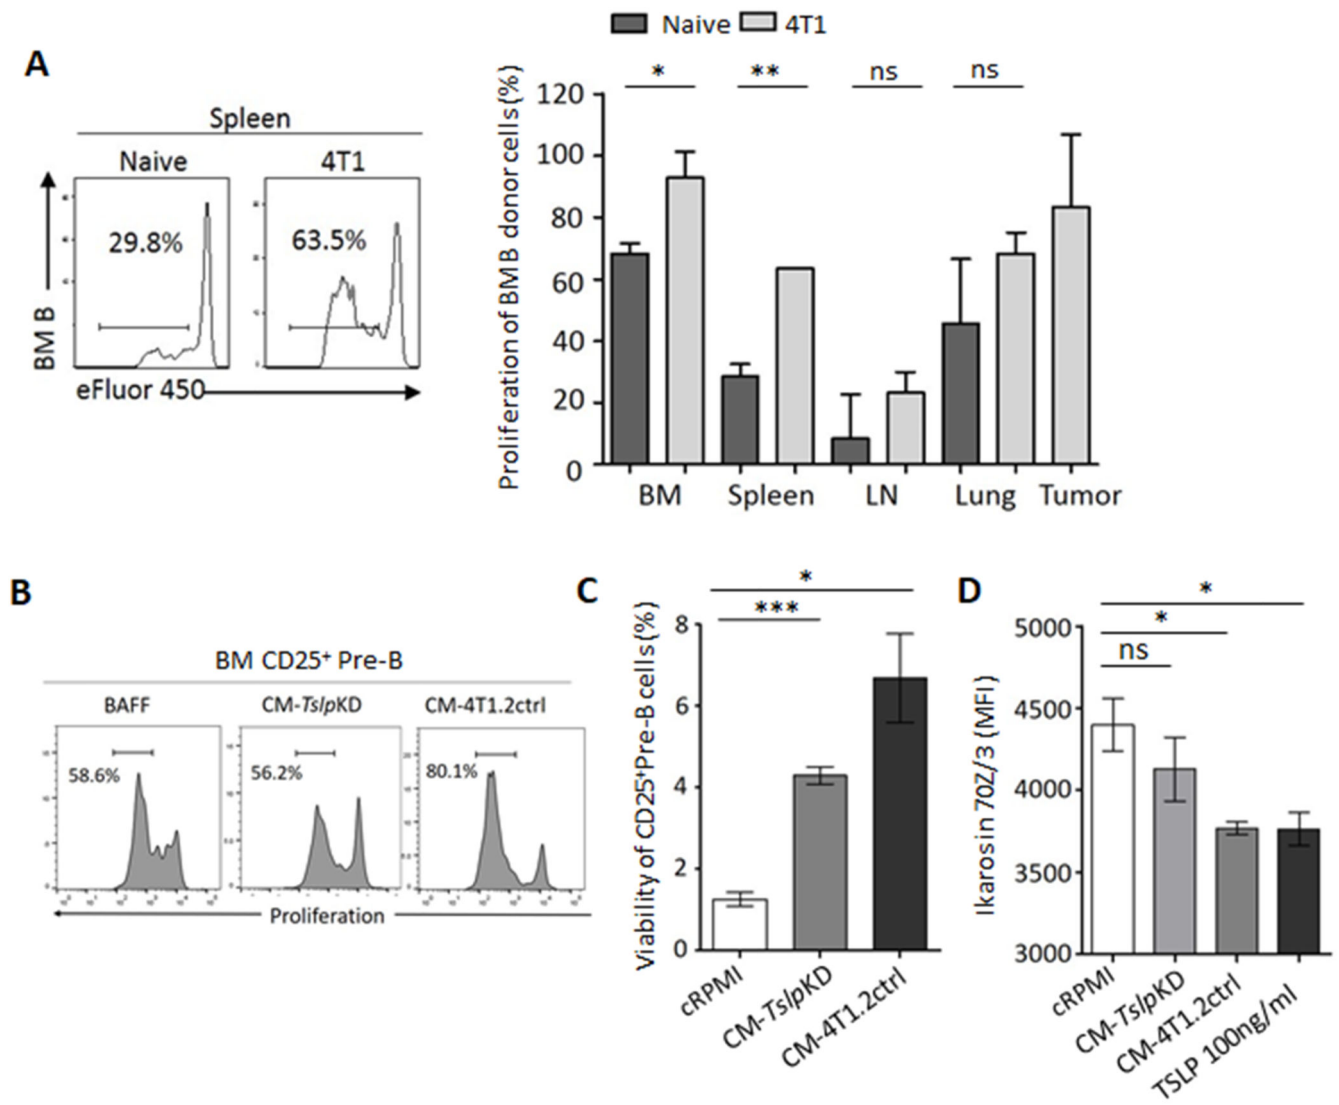 Naive 4T1
A
Spleen
Naive 4T1
29.8% 63.5%
BM B
eFluor 450
Proliferation of BMB donor cells(%)
* ** ns ns
120
100
80
60
40
20
0
BM Spleen LN Lung Tumor
B
BM CD25+ Pre-B
BAFF CM-TslpKD CM-4T1.2ctrl
58.6% 56.2% 80.1%
Proliferation
C
Viability of CD25+Pre-B cells(%)
*
***
8
6
4
2
0
cRPMI
CM-TslpKD
CM-4T1.2ctrl
D
Ikarosin 70Z/3 (MFI)
*
*
ns
5000
4500
4000
3500
3000
cRPMI
CM-TslpKD
CM-4T1.2ctrl
TSLP 100ng/ml